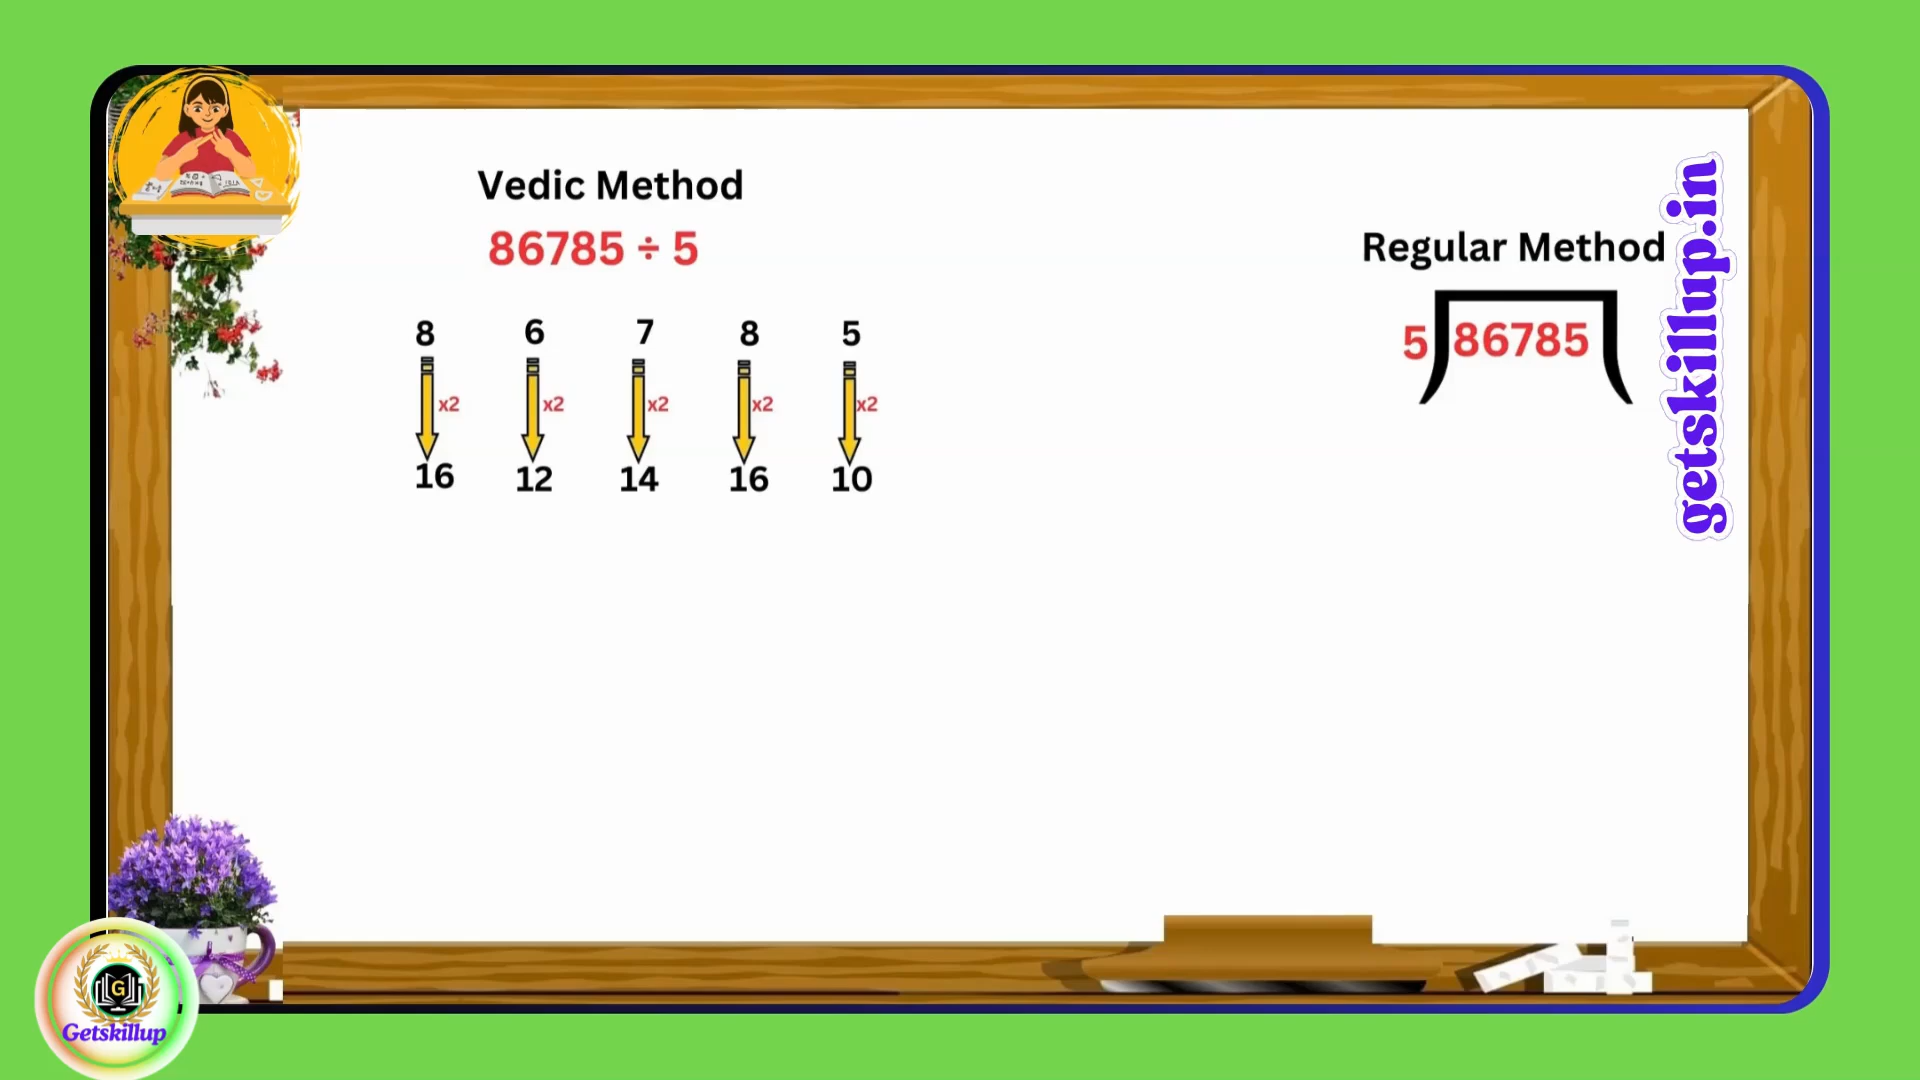 Vedic Method
86785 ÷ 5
8 6 7 8 5
x2 x2 x2 x2 x2
16 12 14 16 10
Regular Method
5 86785
getskillup.in
G
Getskillup